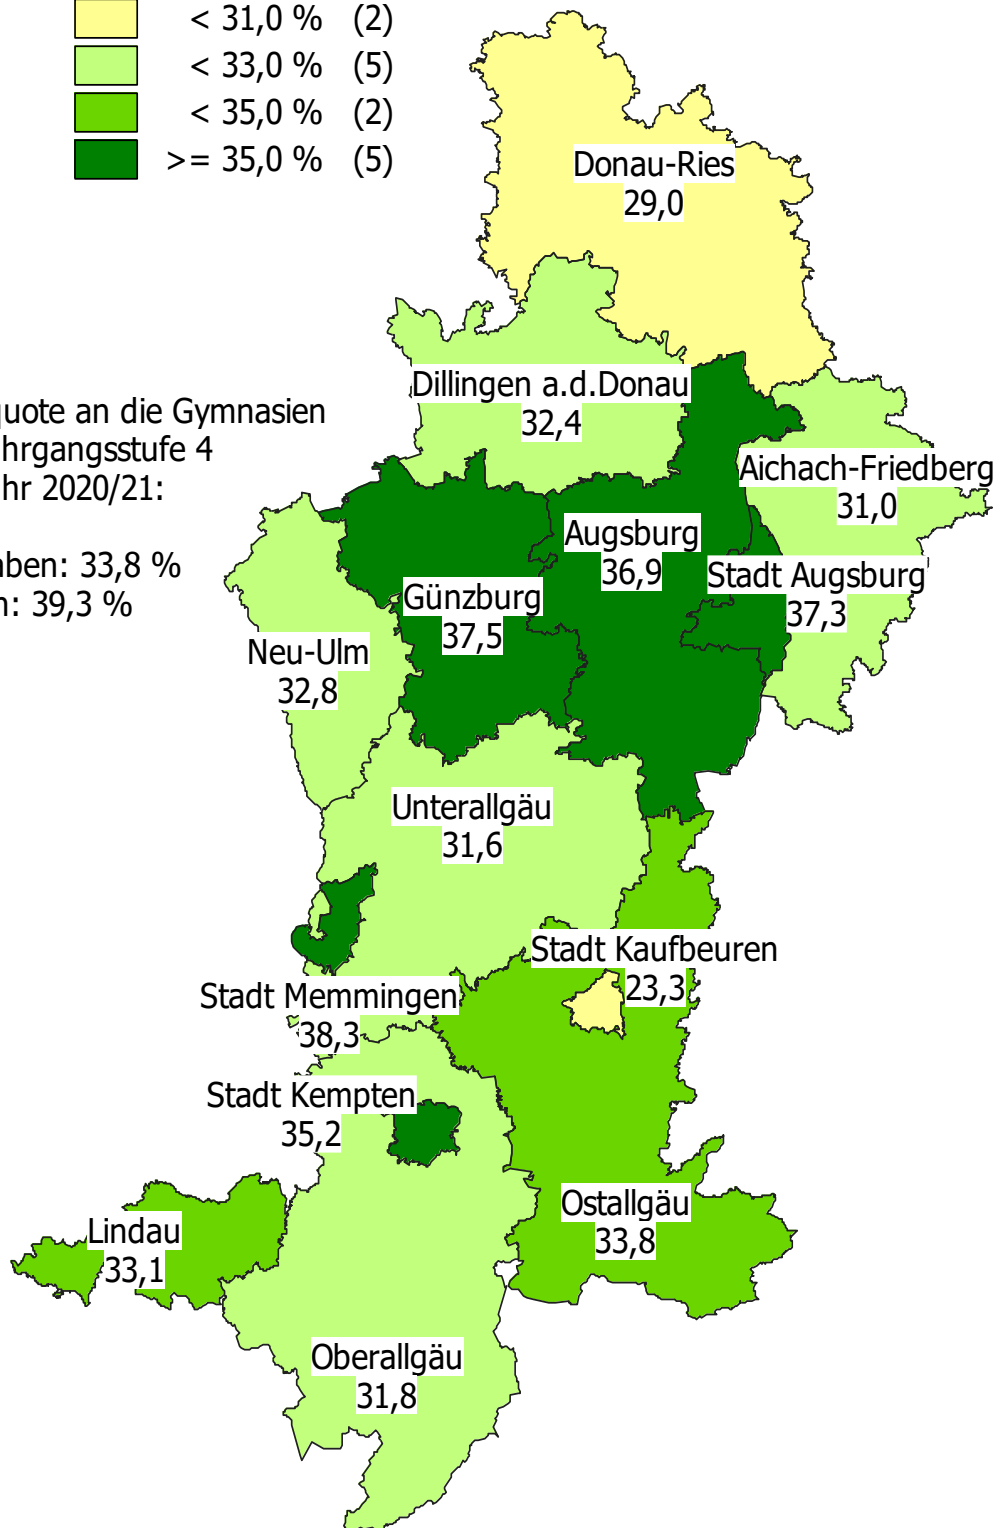 < 31,0 % (2)
< 33,0 % (5)
< 35,0 % (2)
>= 35,0 % (5)
Donau-Ries
29,0
Dillingen a.d.Donau
32,4
quote an die Gymnasien
hrgangsstufe 4
hr 2020/21:
aben: 33,8 %
n: 39,3 %
Aichach-Friedberg
31,0
Augsburg
36,9
Stadt Augsburg
37,3
Günzburg
37,5
Neu-Ulm
32,8
Unterallgäu
31,6
Stadt Kaufbeuren
23,3
Stadt Memmingen
38,3
Stadt Kempten
35,2
Ostallgäu
33,8
Lindau
33,1
Oberallgäu
31,8